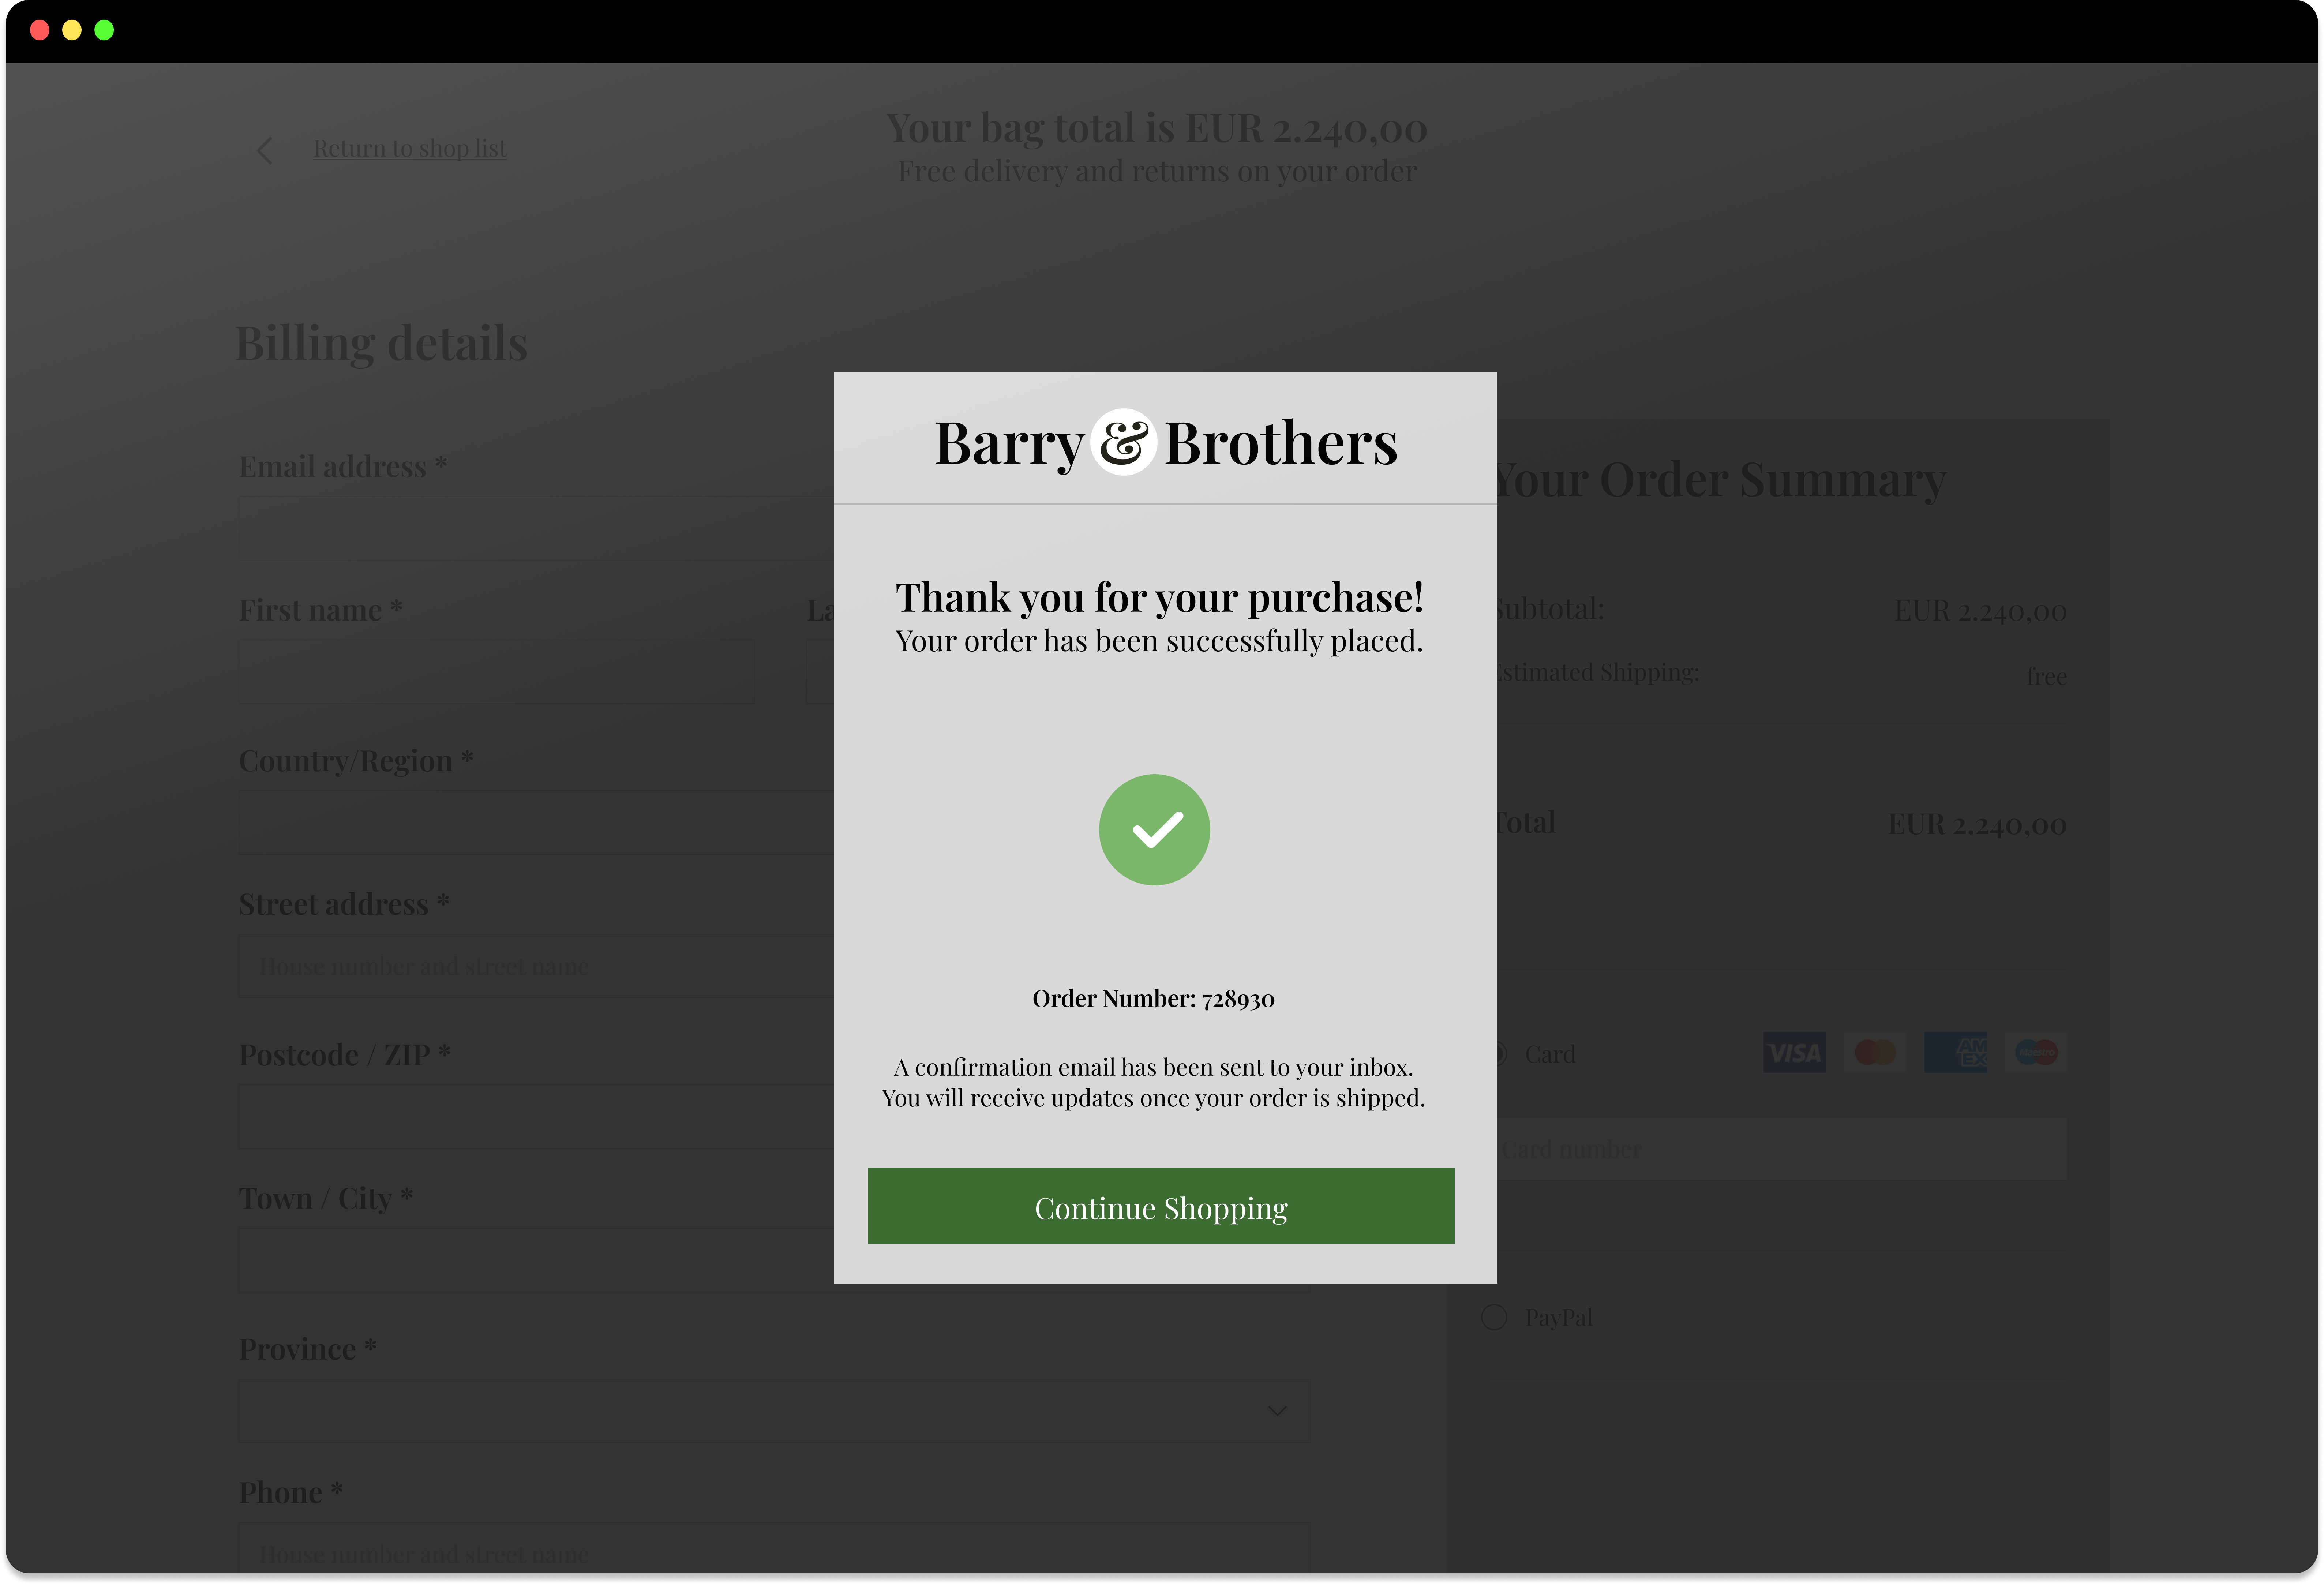 Return to shop list
Your bag total is EUR 2.240,00
Free delivery and returns on your order
Billing details
Email address *
First name *
La
Country/Region *
Street address *
House number and street name
Postcode / ZIP *
Town / City *
Province *
Phone *
House number and street name
Barry & Brothers
Thank you for your purchase!
Your order has been successfully placed.
Order Number: 728930
A confirmation email has been sent to your inbox.
You will receive updates once your order is shipped.
Continue Shopping
Your Order Summary
Subtotal: EUR 2.240,00
Estimated Shipping: free
Total EUR 2.240,00
Card VISA AM EX Maestro
Card number
PayPal